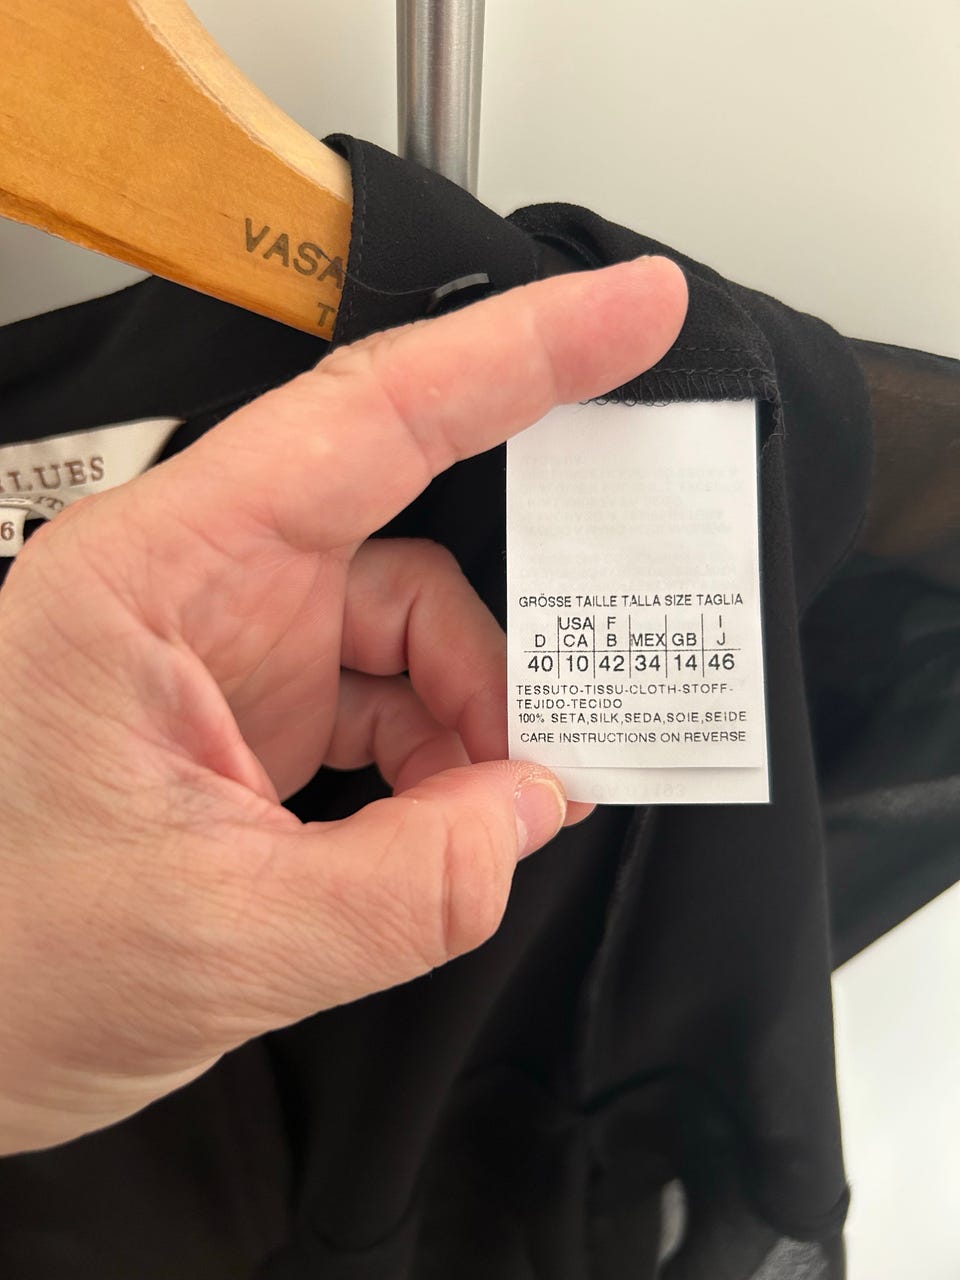 VASA
T
LUES
6
GRÖSSE TAILLE TALLA SIZE TAGLIA
USA F I
D CA B MEX GB J
40 10 42 34 14 46
TESSUTO-TISSU-CLOTH-STOFF-
TEJIDO-TECIDO
100% SETA,SILK,SEDA,SOIE,SEIDE
CARE INSTRUCTIONS ON REVERSE